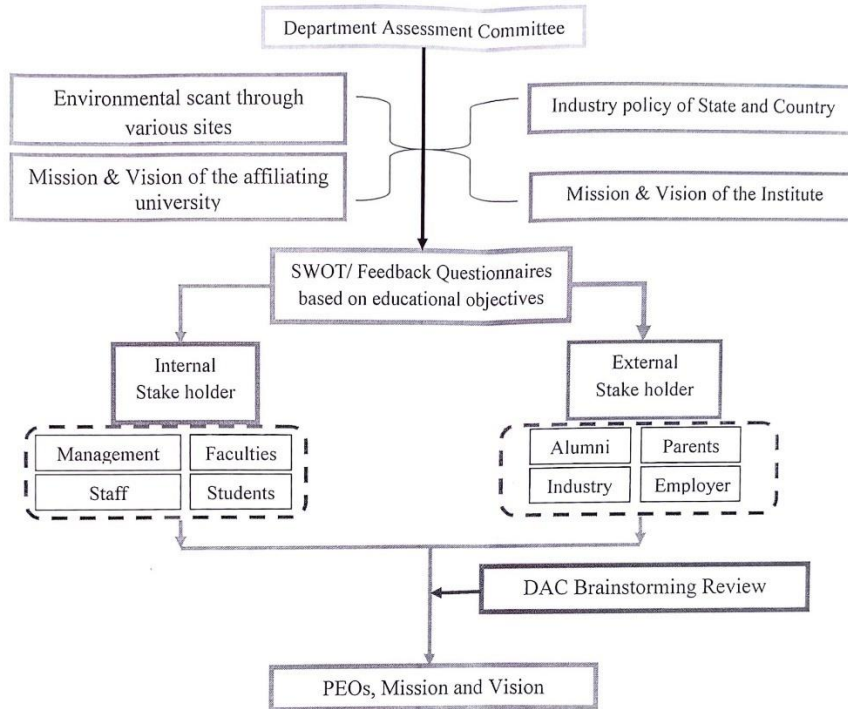 Department Assessment Committee
Environmental scant through
various sites
Industry policy of State and Country
Mission & Vision of the affiliating
university
Mission & Vision of the Institute
SWOT/ Feedback Questionnaires
based on educational objectives
Internal
Stake holder
External
Stake holder
Management
Faculties
Staff
Students
Alumni
Parents
Industry
Employer
DAC Brainstorming Review
PEOs, Mission and Vision